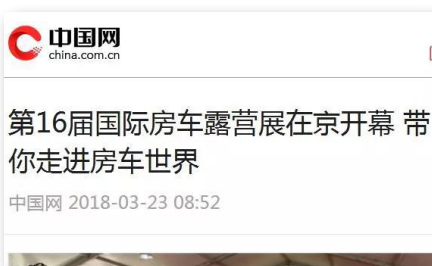 中国网
china.com.cn
第16届国际房车露营展在京开幕 带
你走进房车世界
中国网 2018-03-23 08:52